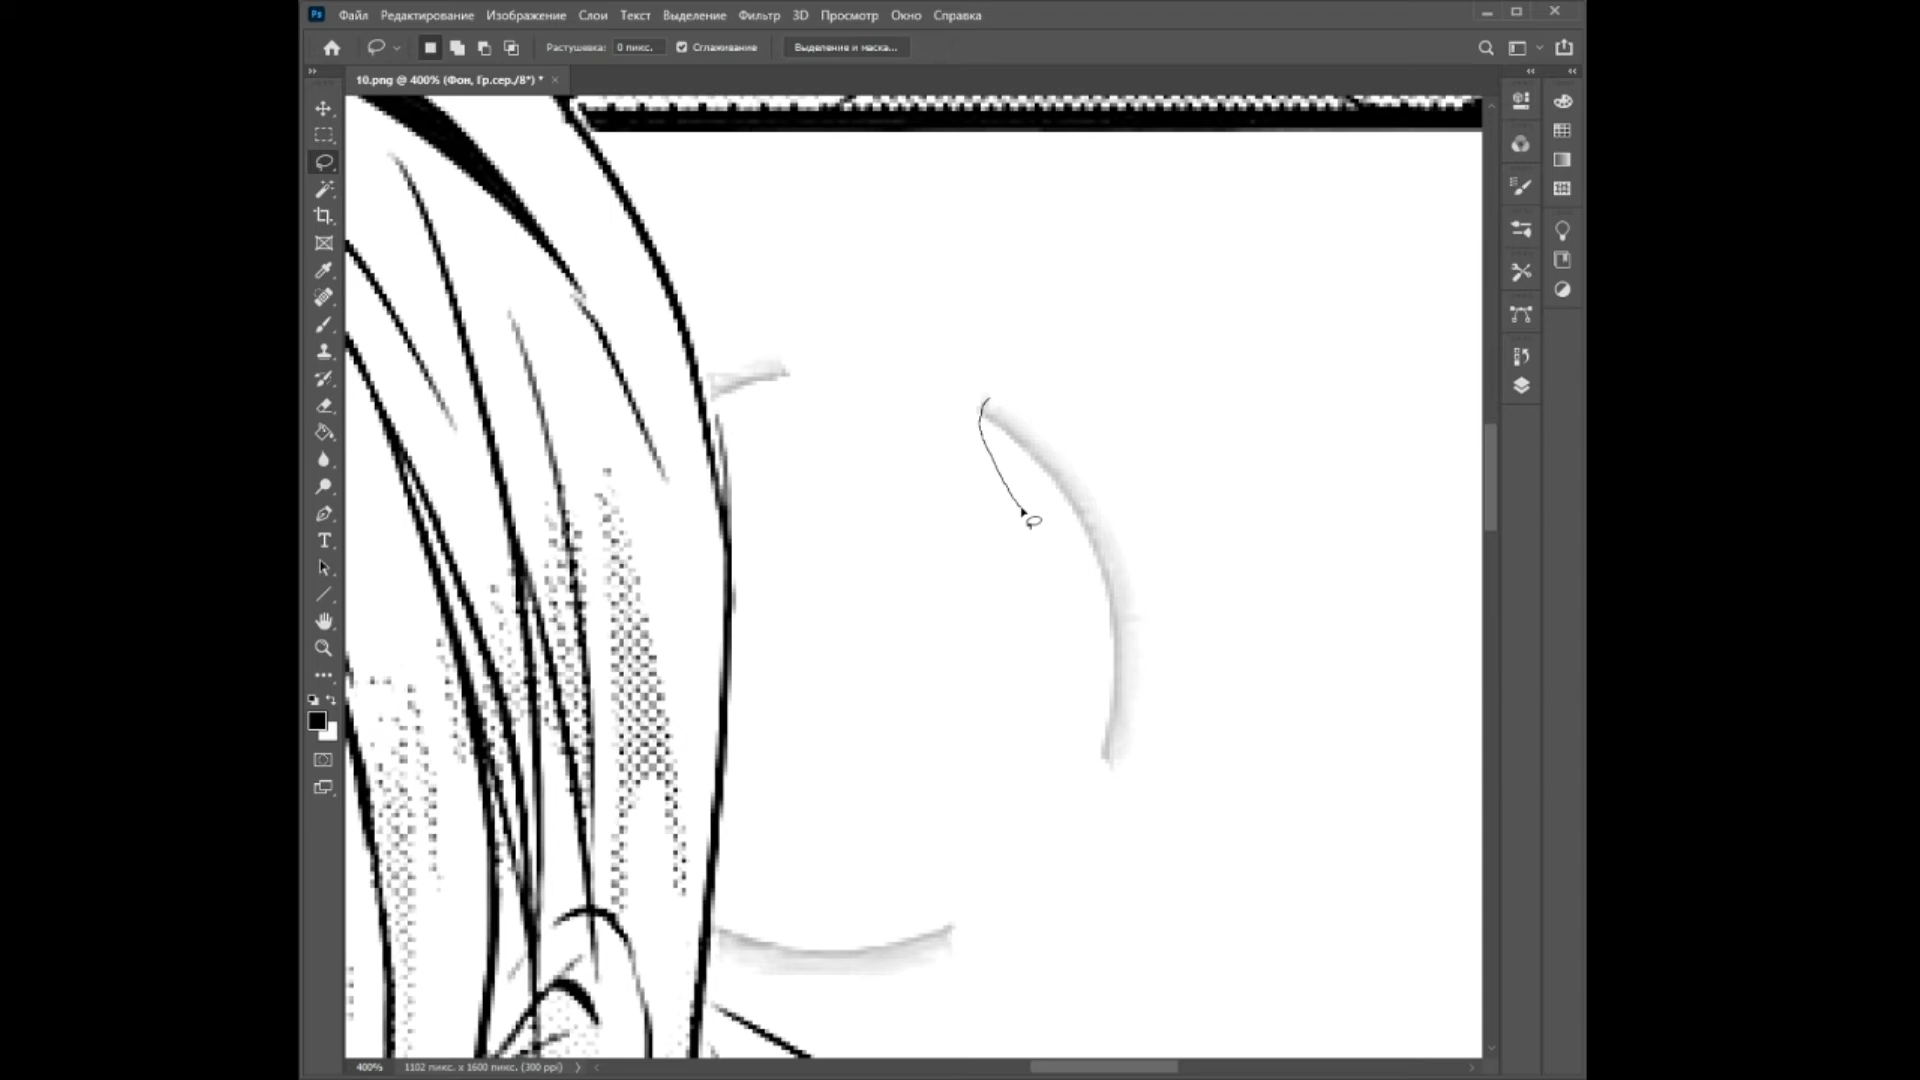 Ps Файл Редактирование Изображение Слои Текст Выделение Фильтр 3D Просмотр Окно Справка
Растушевка: 0 пикс. Сглаживание Выделение и маска...
10.png @ 400% (Фон, Гр.сер./8*) *
T
400% 1102 пикс. x 1600 пикс. (300 ppi)